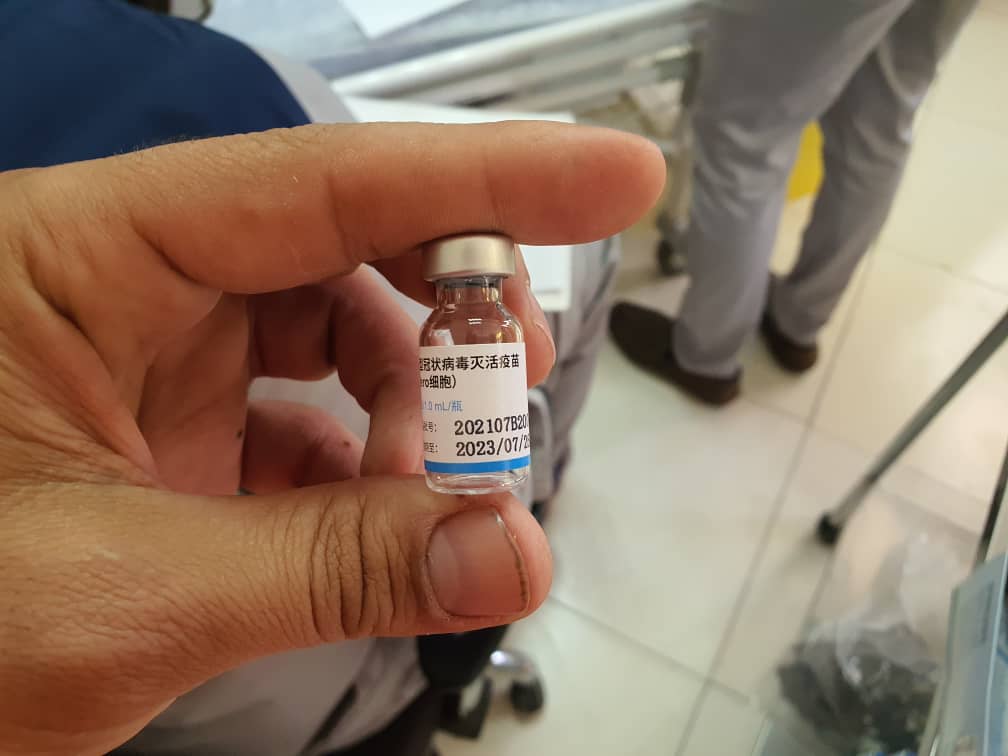 冠状病毒灭活疫苗
ro细胞)
1.0 mL/瓶
号: 202107B20
至: 2023/07/2